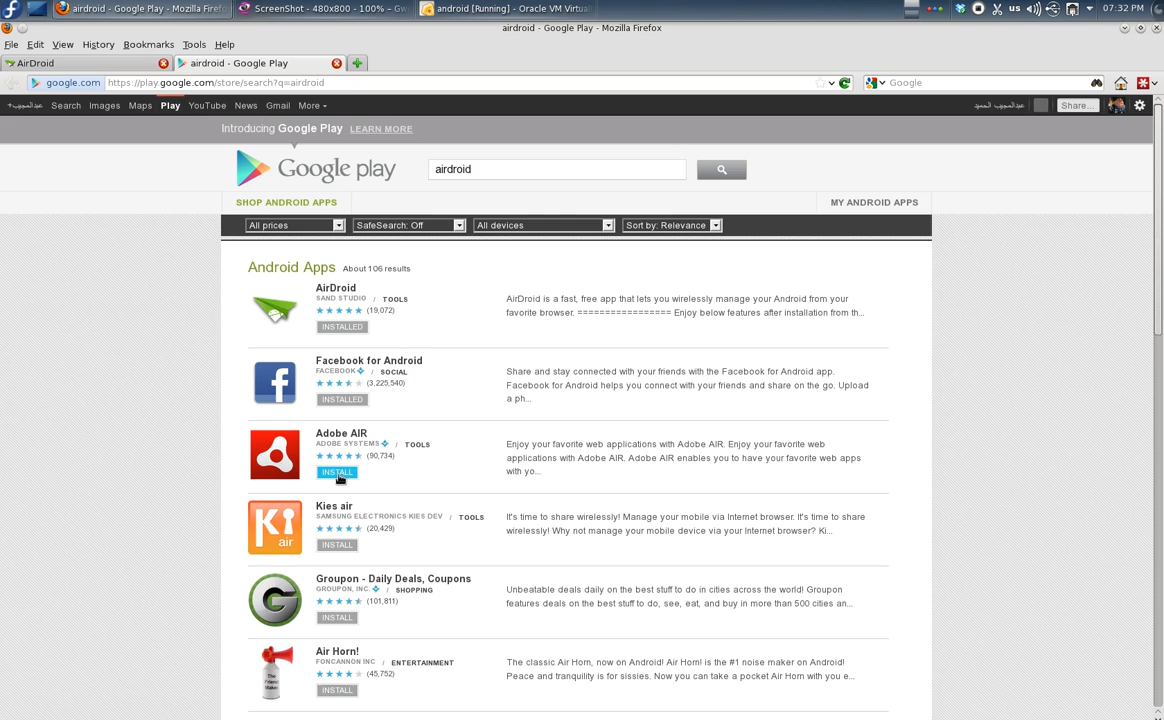 airdroid - Google Play - Mozilla Firefo
ScreenShot - 480x800 - 100% - Gw
android [Running] - Oracle VM Virtua
us
07:32 PM
airdroid - Google Play - Mozilla Firefox
File Edit View History Bookmarks Tools Help
AirDroid
airdroid - Google Play
google.com https://play.google.com/store/search?q=airdroid
Google
+عبدالمجيب Search Images Maps Play YouTube News Gmail More
عبدالمجيب الحميد Share...
Introducing Google Play LEARN MORE
Google play airdroid
SHOP ANDROID APPS MY ANDROID APPS
All prices SafeSearch: Off All devices Sort by: Relevance
Android Apps About 106 results
AirDroid
SAND STUDIO / TOOLS
(19,072)
INSTALLED
AirDroid is a fast, free app that lets you wirelessly manage your Android from your
favorite browser. ================= Enjoy below features after installation from th...
Facebook for Android
FACEBOOK / SOCIAL
(3,225,540)
INSTALLED
Share and stay connected with your friends with the Facebook for Android app.
Facebook for Android helps you connect with your friends and share on the go. Upload
a ph...
Adobe AIR
ADOBE SYSTEMS / TOOLS
(90,734)
INSTALL
Enjoy your favorite web applications with Adobe AIR. Enjoy your favorite web
applications with Adobe AIR. Adobe AIR enables you to have your favorite web apps
with yo...
Ki air
Kies air
SAMSUNG ELECTRONICS KIES DEV / TOOLS
(20,429)
INSTALL
It's time to share wirelessly! Manage your mobile via Internet browser. It's time to share
wirelessly! Why not manage your mobile device via your Internet browser? Ki...
Groupon - Daily Deals, Coupons
GROUPON, INC. / SHOPPING
(101,811)
INSTALL
Unbeatable deals daily on the best stuff to do in cities across the world! Groupon
features deals on the best stuff to do, see, eat, and buy in more than 500 cities an...
Air Horn!
FONCANNON INC / ENTERTAINMENT
(45,752)
INSTALL
The classic Air Horn, now on Android! Air Horn! is the #1 noise maker on Android!
Peace and tranquility is for sissies. Now you can take a pocket Air Horn with you e...